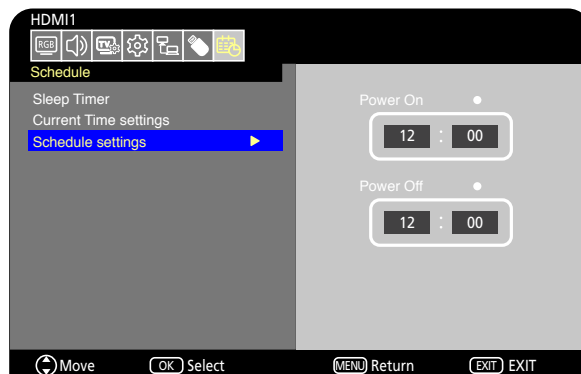 HDMI1
RGB TV
Schedule
Sleep Timer
Current Time settings
Schedule settings
Power On
12 : 00
Power Off
12 : 00
Move OK Select MENU Return EXIT EXIT